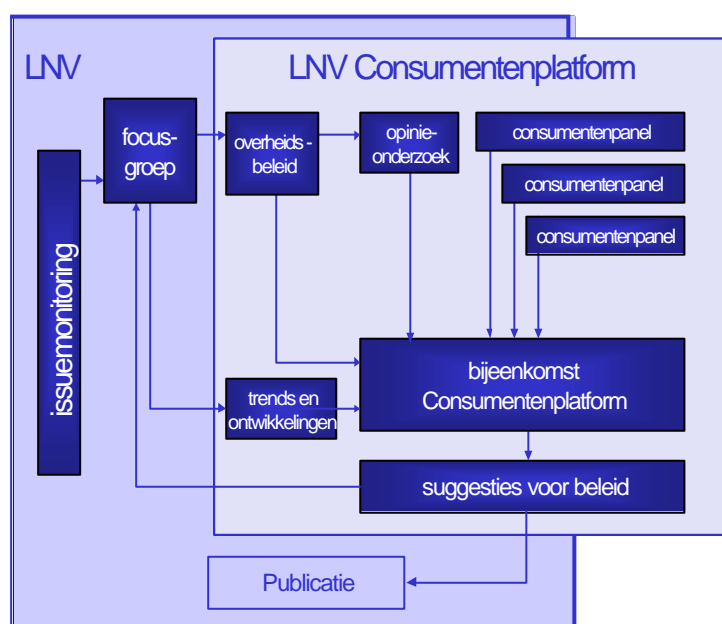 LNV
LNV Consumentenplatform
focus-
groep
overheids -
beleid
opinie-
onderzoek
consumentenpanel
consumentenpanel
consumentenpanel
issuemonitoring
bijeenkomst
Consumentenplatform
trends en
ontwikkelingen
suggesties voor beleid
Publicatie